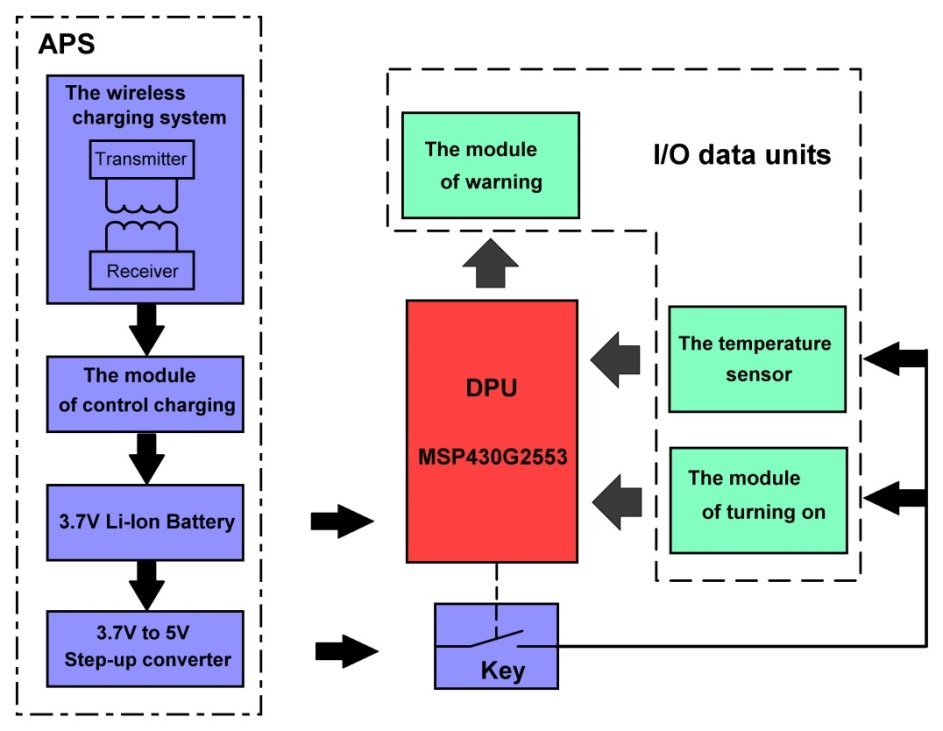 APS
The wireless
charging system
Transmitter
Receiver
The module
of control charging
3.7V Li-Ion Battery
3.7V to 5V
Step-up converter
I/O data units
The module
of warning
DPU
MSP430G2553
The temperature
sensor
The module
of turning on
Key